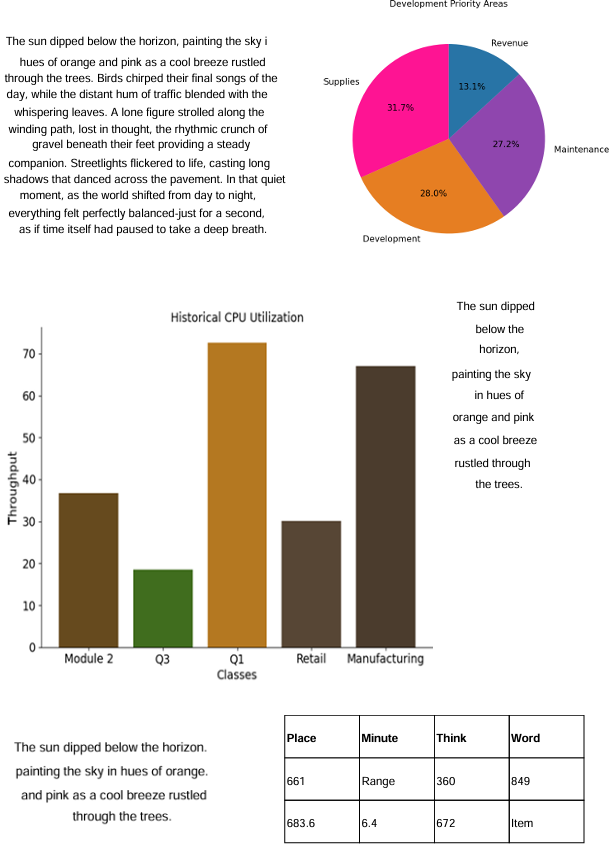 Development Priority Areas
The sun dipped below the horizon, painting the sky i
hues of orange and pink as a cool breeze rustled
through the trees. Birds chirped their final songs of the
day, while the distant hum of traffic blended with the
whispering leaves. A lone figure strolled along the
winding path, lost in thought, the rhythmic crunch of
gravel beneath their feet providing a steady
companion. Streetlights flickered to life, casting long
shadows that danced across the pavement. In that quiet
moment, as the world shifted from day to night,
everything felt perfectly balanced-just for a second,
as if time itself had paused to take a deep breath.
Revenue
13.1%
Supplies
31.7%
27.2%
Maintenance
28.0%
Development
Historical CPU Utilization
Throughput
70
60
50
40
30
20
10
0
Module 2 Q3 Q1 Retail Manufacturing
Classes
The sun dipped
below the
horizon,
painting the sky
in hues of
orange and pink
as a cool breeze
rustled through
the trees.
The sun dipped below the horizon.
painting the sky in hues of orange.
and pink as a cool breeze rustled
through the trees.
Place Minute Think Word
661 Range 360 849
683.6 6.4 672 Item